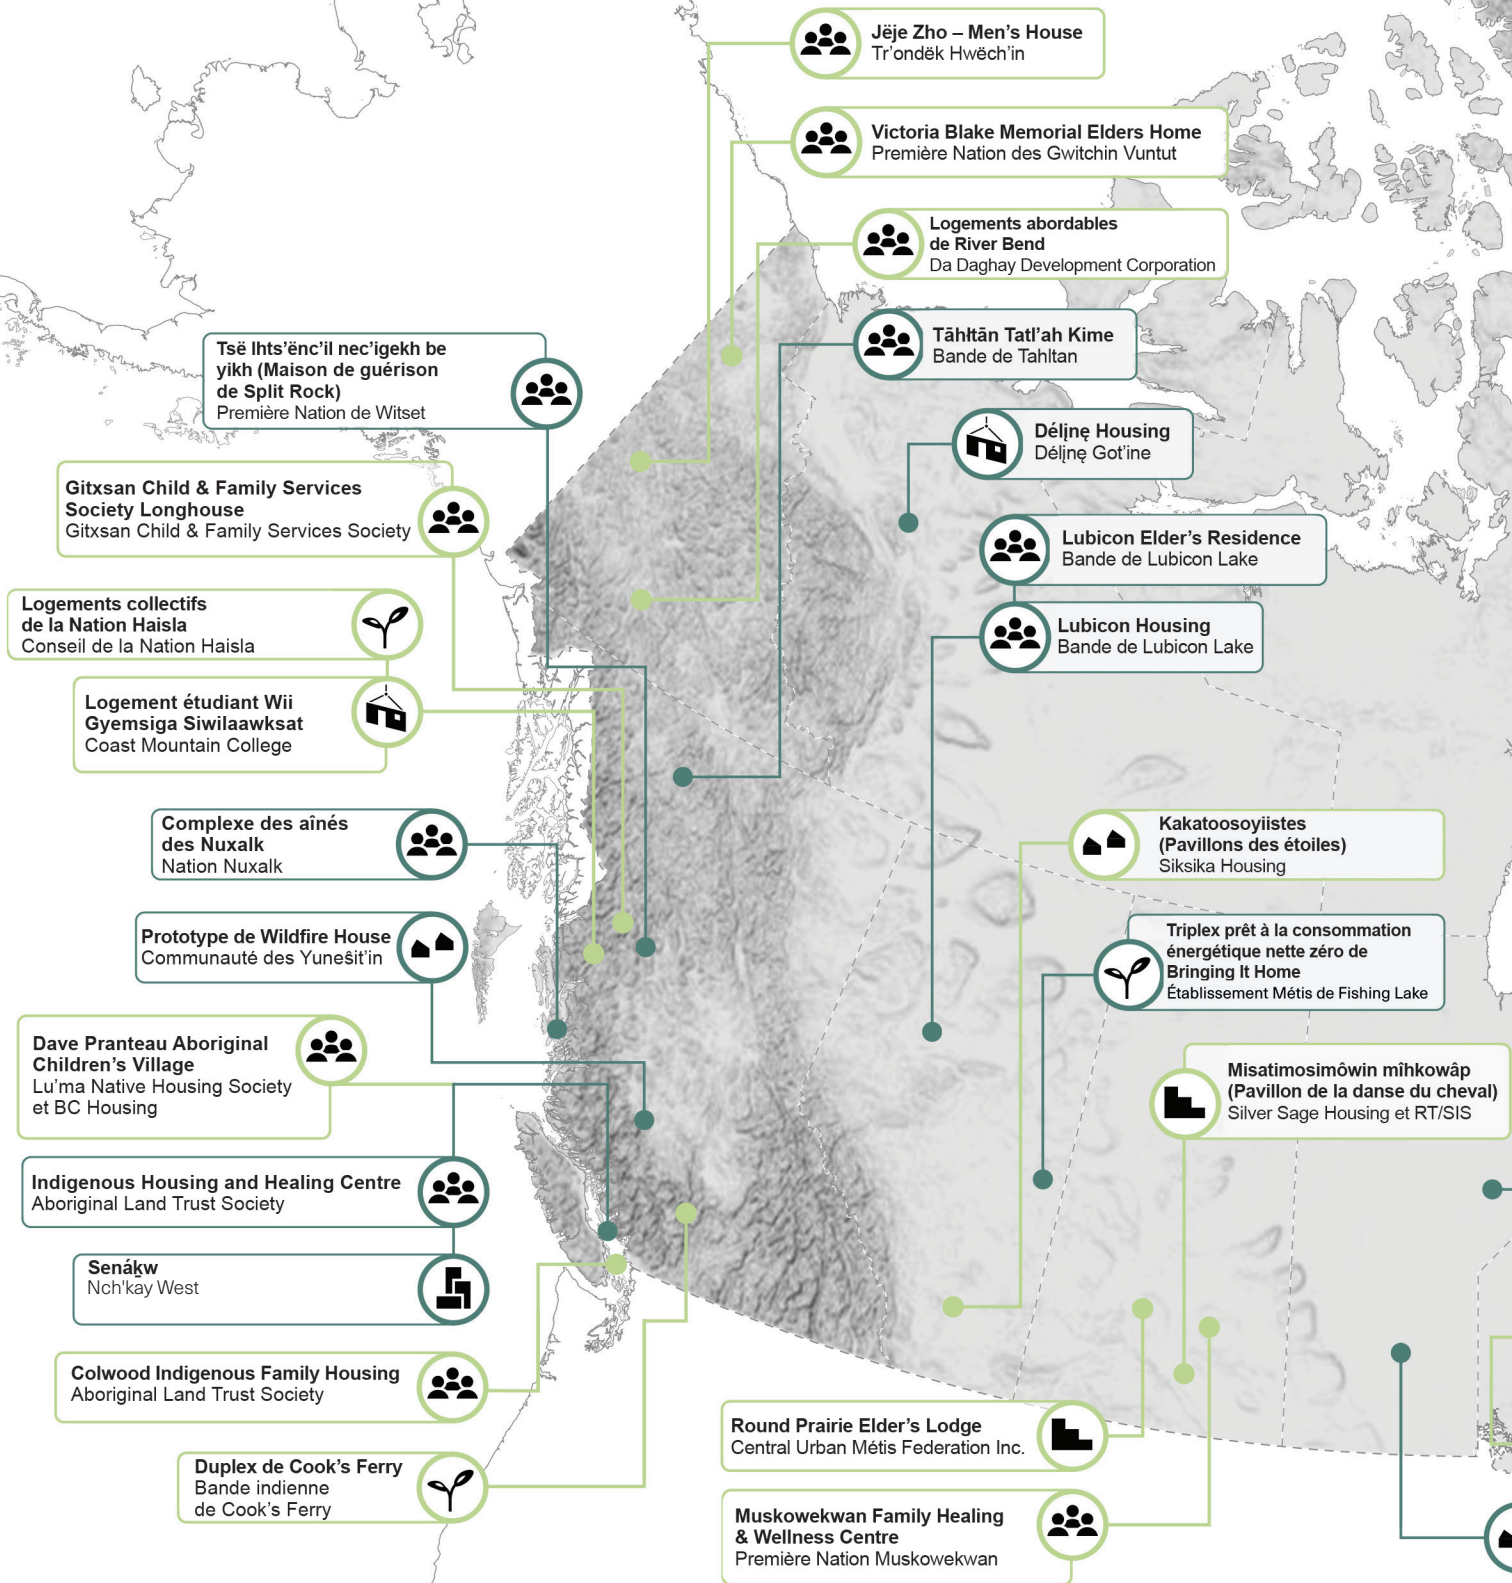 Jëje Zho – Men’s House
Tr’ondëk Hwëch’in
Victoria Blake Memorial Elders Home
Première Nation des Gwitchin Vuntut
Logements abordables
de River Bend
Da Daghay Development Corporation
Tāhłtān Tatl’ah Kime
Bande de Tahltan
Tsë lhts’ënc’il nec’igekh be
yikh (Maison de guérison
de Split Rock)
Première Nation de Witset
Délįnę Housing
Délįnę Got’ine
Gitxsan Child & Family Services
Society Longhouse
Gitxsan Child & Family Services Society
Lubicon Elder’s Residence
Bande de Lubicon Lake
Logements collectifs
de la Nation Haisla
Conseil de la Nation Haisla
Lubicon Housing
Bande de Lubicon Lake
Logement étudiant Wii
Gyemsiga Siwilaawksat
Coast Mountain College
Complexe des aînés
des Nuxalk
Nation Nuxalk
Kakatoosoyiistes
(Pavillons des étoiles)
Siksika Housing
Prototype de Wildfire House
Communauté des Yuneŝit’in
Triplex prêt à la consommation
énergétique nette zéro de
Bringing It Home
Établissement Métis de Fishing Lake
Dave Pranteau Aboriginal
Children’s Village
Lu’ma Native Housing Society
et BC Housing
Misatimosimôwin mîhkowâp
(Pavillon de la danse du cheval)
Silver Sage Housing et RT/SIS
Indigenous Housing and Healing Centre
Aboriginal Land Trust Society
Senáḵw
Nch'kay West
Colwood Indigenous Family Housing
Aboriginal Land Trust Society
Round Prairie Elder’s Lodge
Central Urban Métis Federation Inc.
Duplex de Cook’s Ferry
Bande indienne
de Cook’s Ferry
Muskowekwan Family Healing
& Wellness Centre
Première Nation Muskowekwan